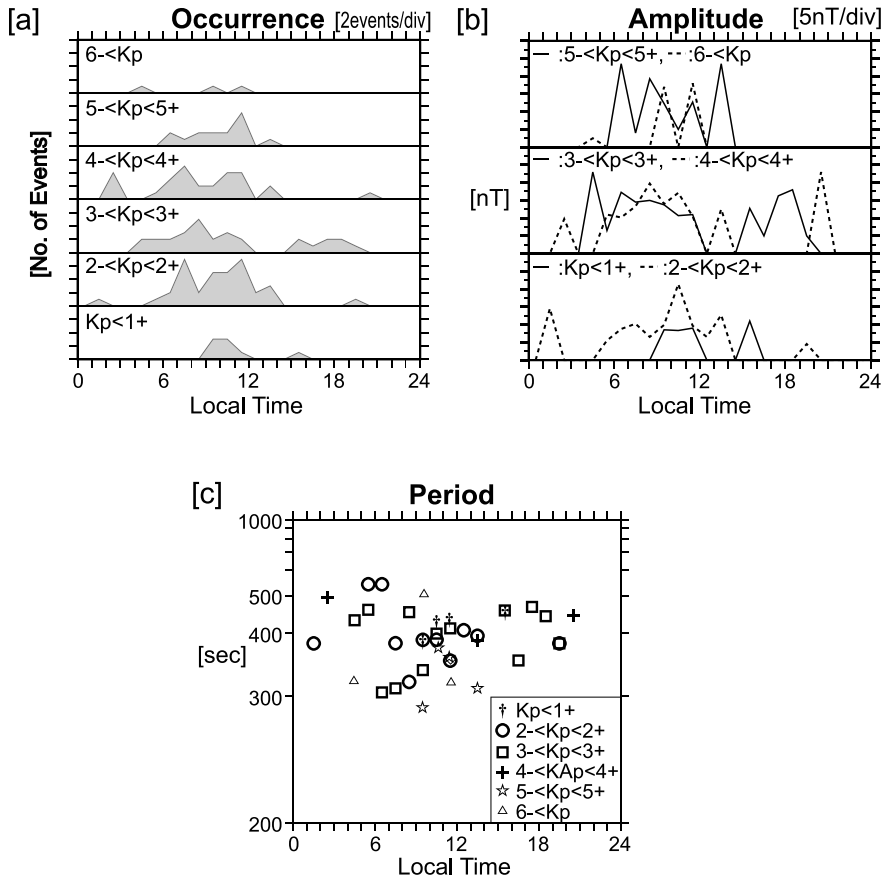 [a] Occurrence [2events/div]
6-<Kp
5-<Kp<5+
4-<Kp<4+
3-<Kp<3+
2-<Kp<2+
Kp<1+
[No. of Events]
0 6 12 18 24
Local Time
[b] Amplitude [5nT/div]
:5-<Kp<5+, :6-<Kp
:3-<Kp<3+, :4-<Kp<4+
:Kp<1+, :2-<Kp<2+
[nT]
0 6 12 18 24
Local Time
[c] Period
1000
500
400
300
200
[sec]
Kp<1+
2-<Kp<2+
3-<Kp<3+
4-<KAp<4+
5-<Kp<5+
6-<Kp
0 6 12 18 24
Local Time